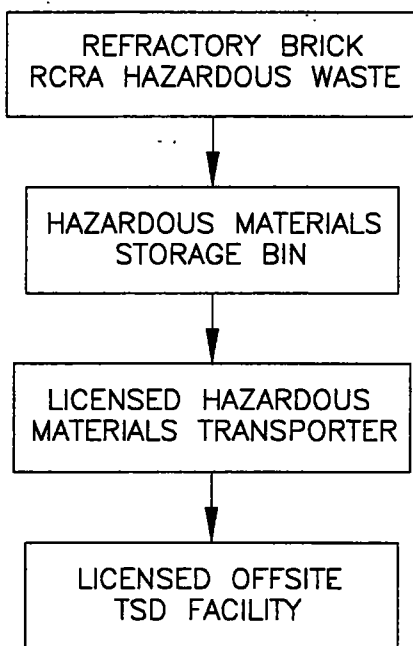 REFRACTORY BRICK
RCRA HAZARDOUS WASTE
HAZARDOUS MATERIALS
STORAGE BIN
LICENSED HAZARDOUS
MATERIALS TRANSPORTER
LICENSED OFFSITE
TSD FACILITY